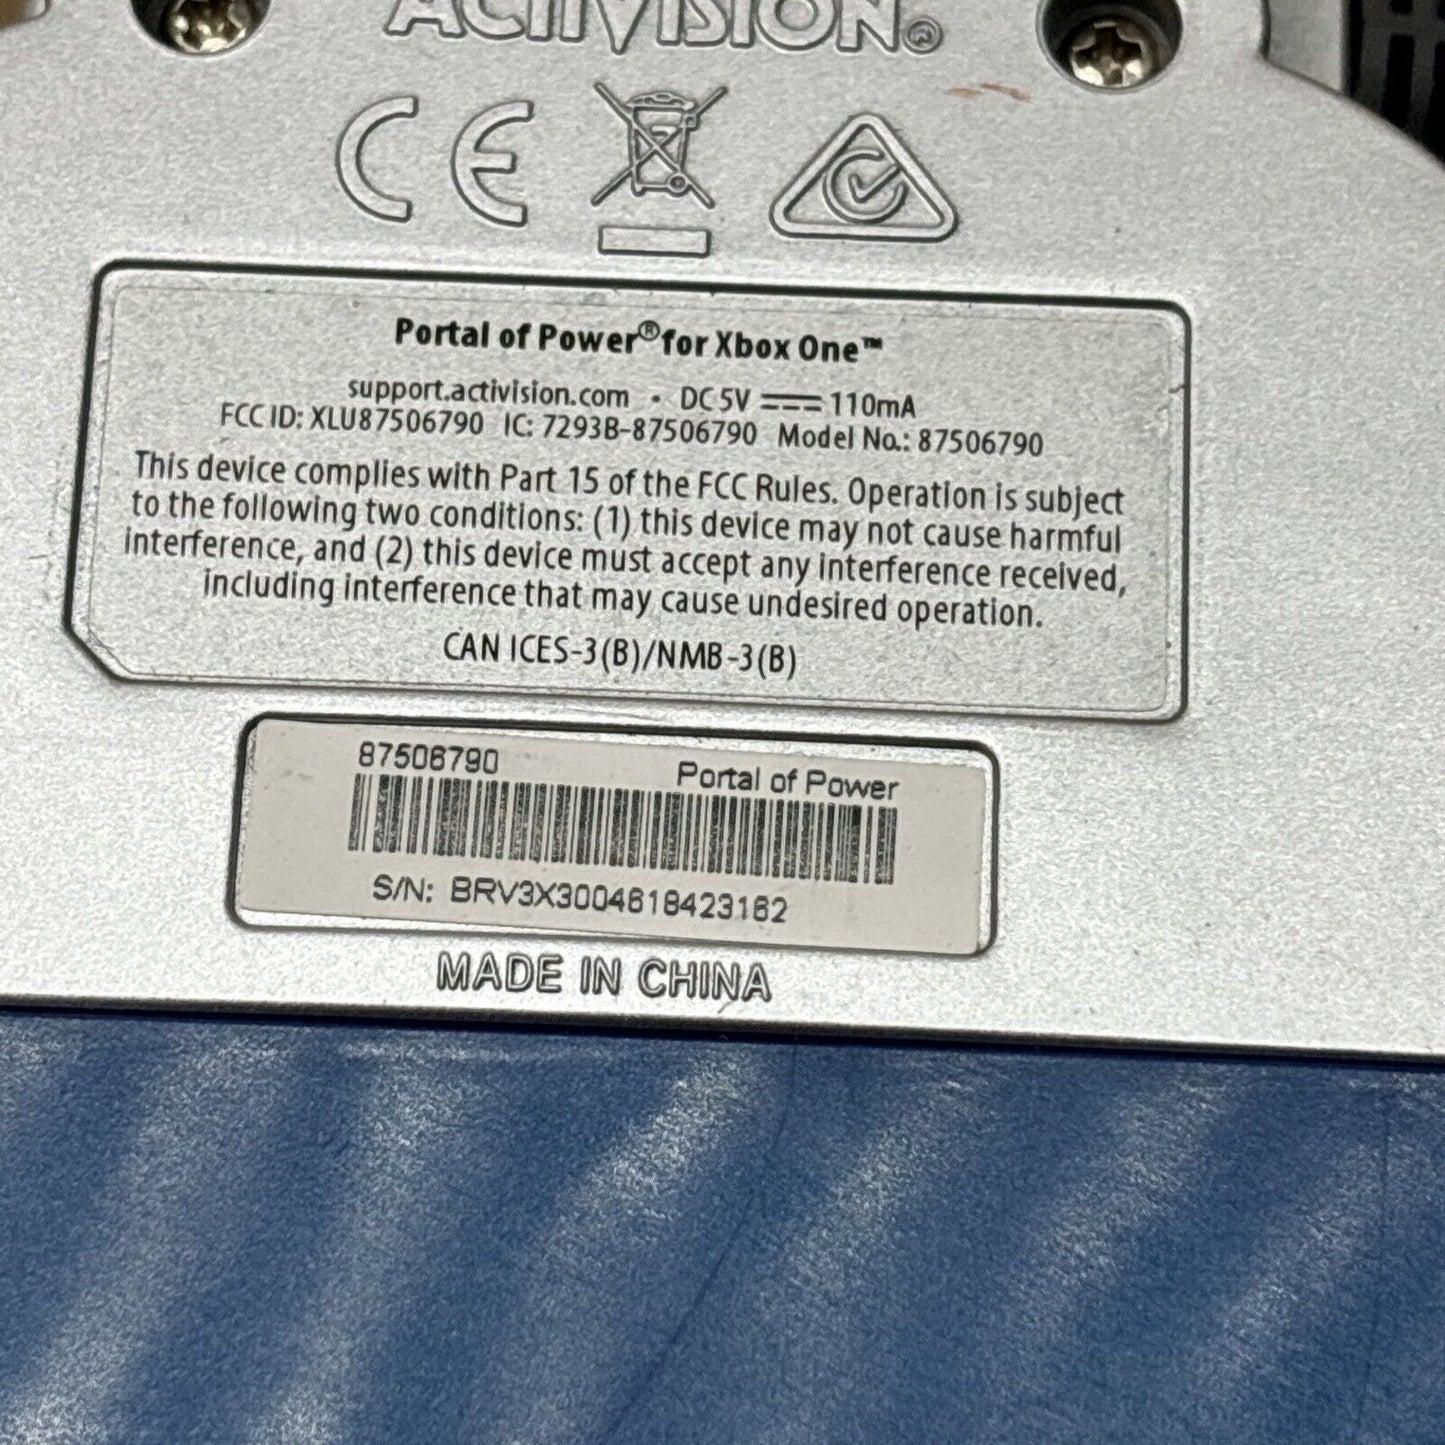 ACTIVISION®
CE
Portal of Power® for Xbox One™
support.activision.com • DC 5V ⎓ 110mA
FCC ID: XLU87506790 IC: 7293B-87506790 Model No.: 87506790
This device complies with Part 15 of the FCC Rules. Operation is subject
to the following two conditions: (1) this device may not cause harmful
interference, and (2) this device must accept any interference received,
including interference that may cause undesired operation.
CAN ICES-3(B)/NMB-3(B)
87506790 Portal of Power
S/N: BRV3X3004618423162
MADE IN CHINA